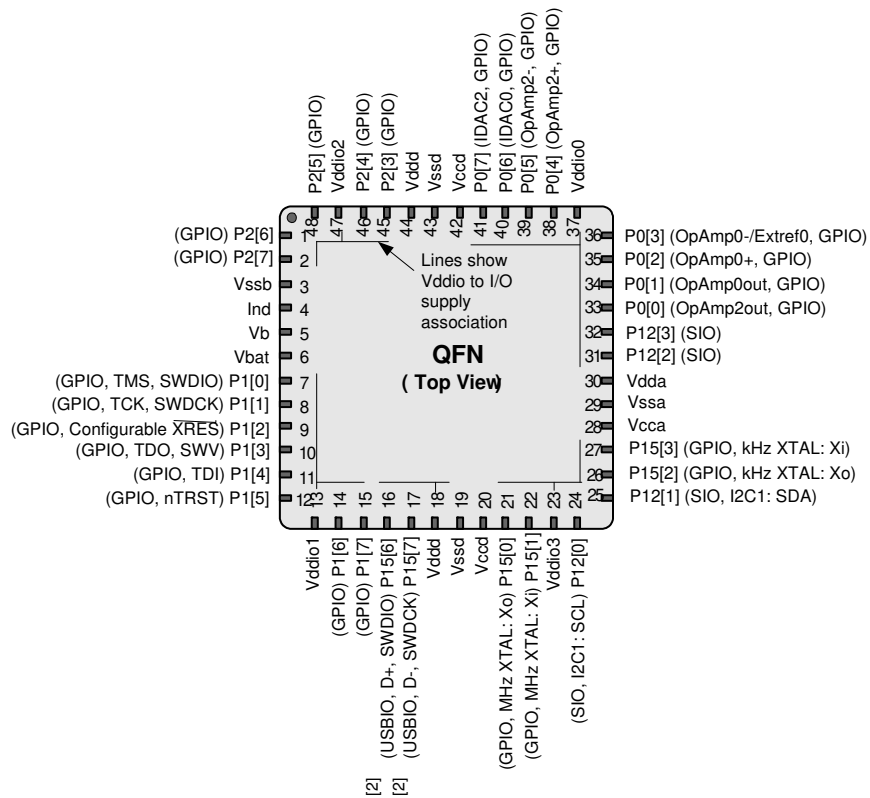 P2[5] (GPIO)
Vddio2
P2[4] (GPIO)
P2[3] (GPIO)
Vddd
Vssd
Vccd
P0[7] (IDAC2, GPIO)
P0[6] (IDAC0, GPIO)
P0[5] (OpAmp2-, GPIO)
P0[4] (OpAmp2+, GPIO)
Vddio0
48
47
46
45
44
43
42
41
40
39
38
37
(GPIO) P2[6] 1
(GPIO) P2[7] 2
Vssb 3
Ind 4
Vb 5
Vbat 6
(GPIO, TMS, SWDIO) P1[0] 7
(GPIO, TCK, SWDCK) P1[1] 8
(GPIO, Configurable XRES) P1[2] 9
(GPIO, TDO, SWV) P1[3] 10
(GPIO, TDI) P1[4] 11
(GPIO, nTRST) P1[5] 12
Lines show
Vddio to I/O
supply
association
QFN
( Top View)
36 P0[3] (OpAmp0-/Extref0, GPIO)
35 P0[2] (OpAmp0+, GPIO)
34 P0[1] (OpAmp0out, GPIO)
33 P0[0] (OpAmp2out, GPIO)
32 P12[3] (SIO)
31 P12[2] (SIO)
30 Vdda
29 Vssa
28 Vcca
27 P15[3] (GPIO, kHz XTAL: Xi)
26 P15[2] (GPIO, kHz XTAL: Xo)
25 P12[1] (SIO, I2C1: SDA)
13
14
15
16
17
18
19
20
21
22
23
24
Vddio1
(GPIO) P1[6]
(GPIO) P1[7]
[2] (USBIO, D+, SWDIO) P15[6]
[2] (USBIO, D-, SWDCK) P15[7]
Vddd
Vssd
Vccd
(GPIO, MHz XTAL: Xo) P15[0]
(GPIO, MHz XTAL: Xi) P15[1]
Vddio3
(SIO, I2C1: SCL) P12[0]